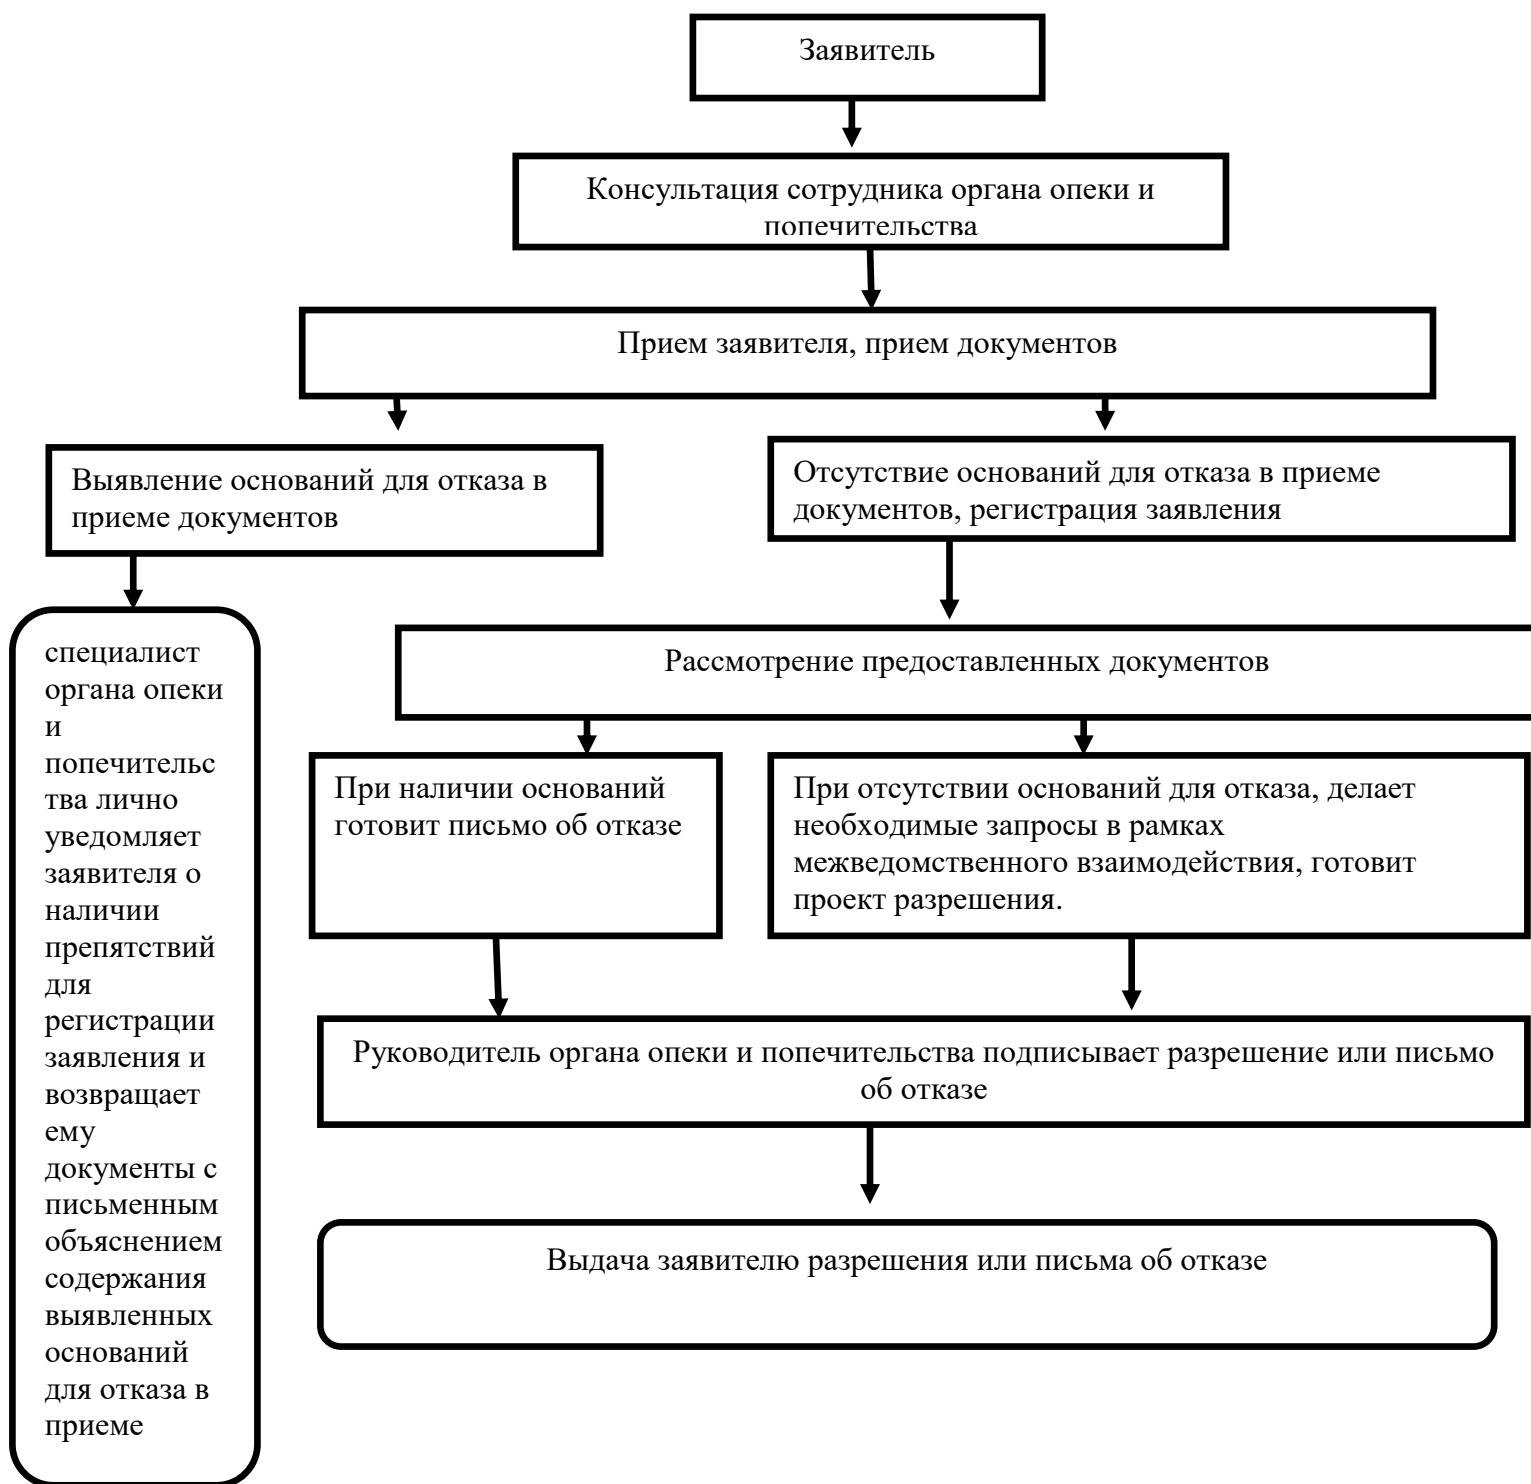 Заявитель
Консультация сотрудника органа опеки и
попечительства
Прием заявителя, прием документов
Выявление оснований для отказа в
приеме документов
Отсутствие оснований для отказа в приеме
документов, регистрация заявления
специалист
органа опеки
и
попечительс
тва лично
уведомляет
заявителя о
наличии
препятствий
для
регистрации
заявления и
возвращает
ему
документы с
письменным
объяснением
содержания
выявленных
оснований
для отказа в
приеме
Рассмотрение предоставленных документов
При наличии оснований
готовит письмо об отказе
При отсутствии оснований для отказа, делает
необходимые запросы в рамках
межведомственного взаимодействия, готовит
проект разрешения.
Руководитель органа опеки и попечительства подписывает разрешение или письмо
об отказе
Выдача заявителю разрешения или письма об отказе